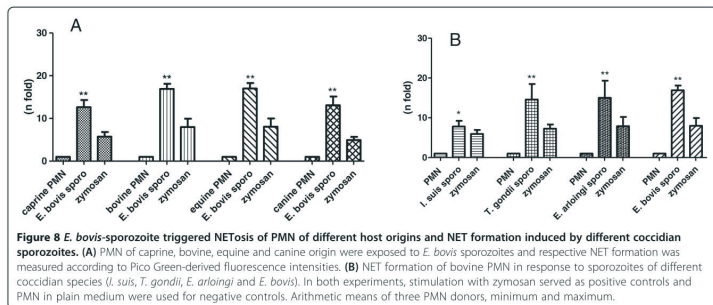 A
30
20
10
0
(n fold)
**
**
**
**
caprine PMN
E. bovis sporo
zymosan
bovine PMN
E. bovis sporo
zymosan
equine PMN
E. bovis sporo
zymosan
canine PMN
E. bovis sporo
zymosan
B
30
20
10
0
(n fold)
*
**
**
**
PMN
I. suis sporo
zymosan
PMN
T. gondii sporo
zymosan
PMN
E. arloingi sporo
zymosan
PMN
E. bovis sporo
zymosan
Figure 8 E. bovis-sporozoite triggered NETosis of PMN of different host origins and NET formation induced by different coccidian
sporozoites. (A) PMN of caprine, bovine, equine and canine origin were exposed to E. bovis sporozoites and respective NET formation was
measured according to Pico Green-derived fluorescence intensities. (B) NET formation of bovine PMN in response to sporozoites of different
coccidian species (I. suis, T. gondii, E. arloingi and E. bovis). In both experiments, stimulation with zymosan served as positive controls and
PMN in plain medium were used for negative controls. Arithmetic means of three PMN donors, minimum and maximum.